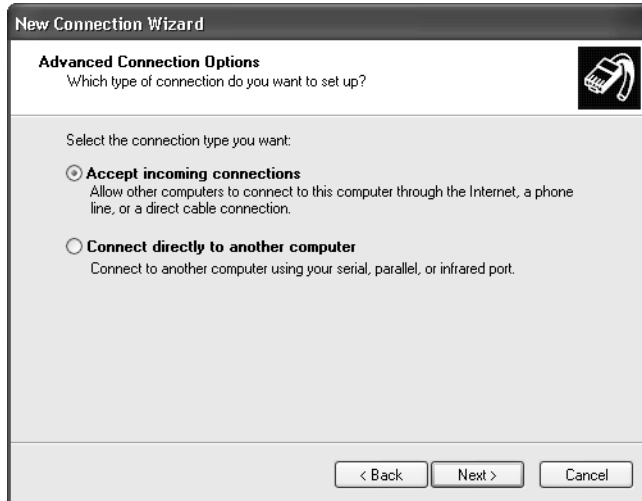 New Connection Wizard
Advanced Connection Options
Which type of connection do you want to set up?
Select the connection type you want:
Accept incoming connections
Allow other computers to connect to this computer through the Internet, a phone
line, or a direct cable connection.
Connect directly to another computer
Connect to another computer using your serial, parallel, or infrared port.
< Back
Next >
Cancel